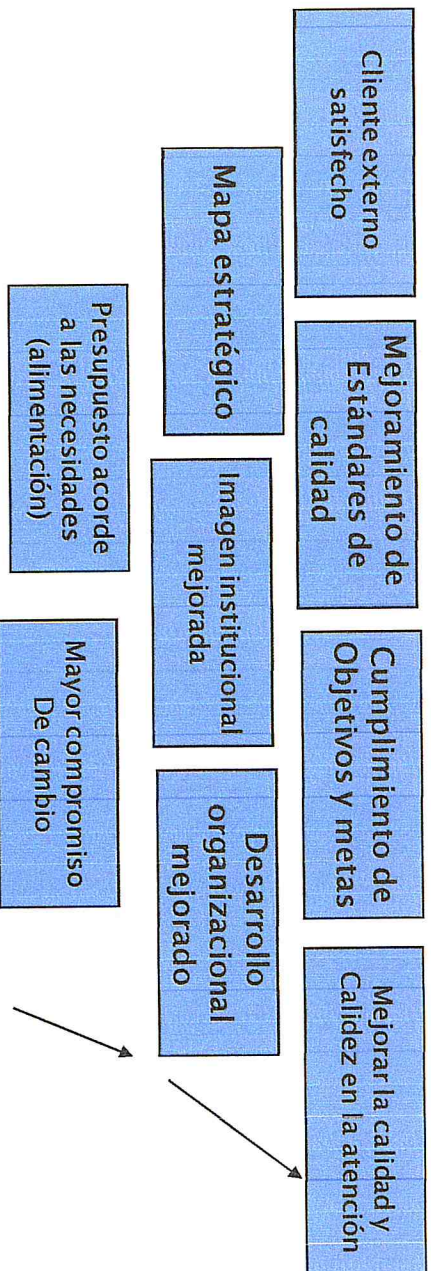 Cliente externo
satisfecho
Mejoramiento de
Estándares de
calidad
Cumplimiento de
Objetivos y metas
Mejorar la calidad y
Calidez en la atención
Mapa estratégico
Imagen institucional
mejorada
Desarrollo
organizacional
mejorado
Presupuesto acorde
a las necesidades
(alimentación)
Mayor compromiso
De cambio